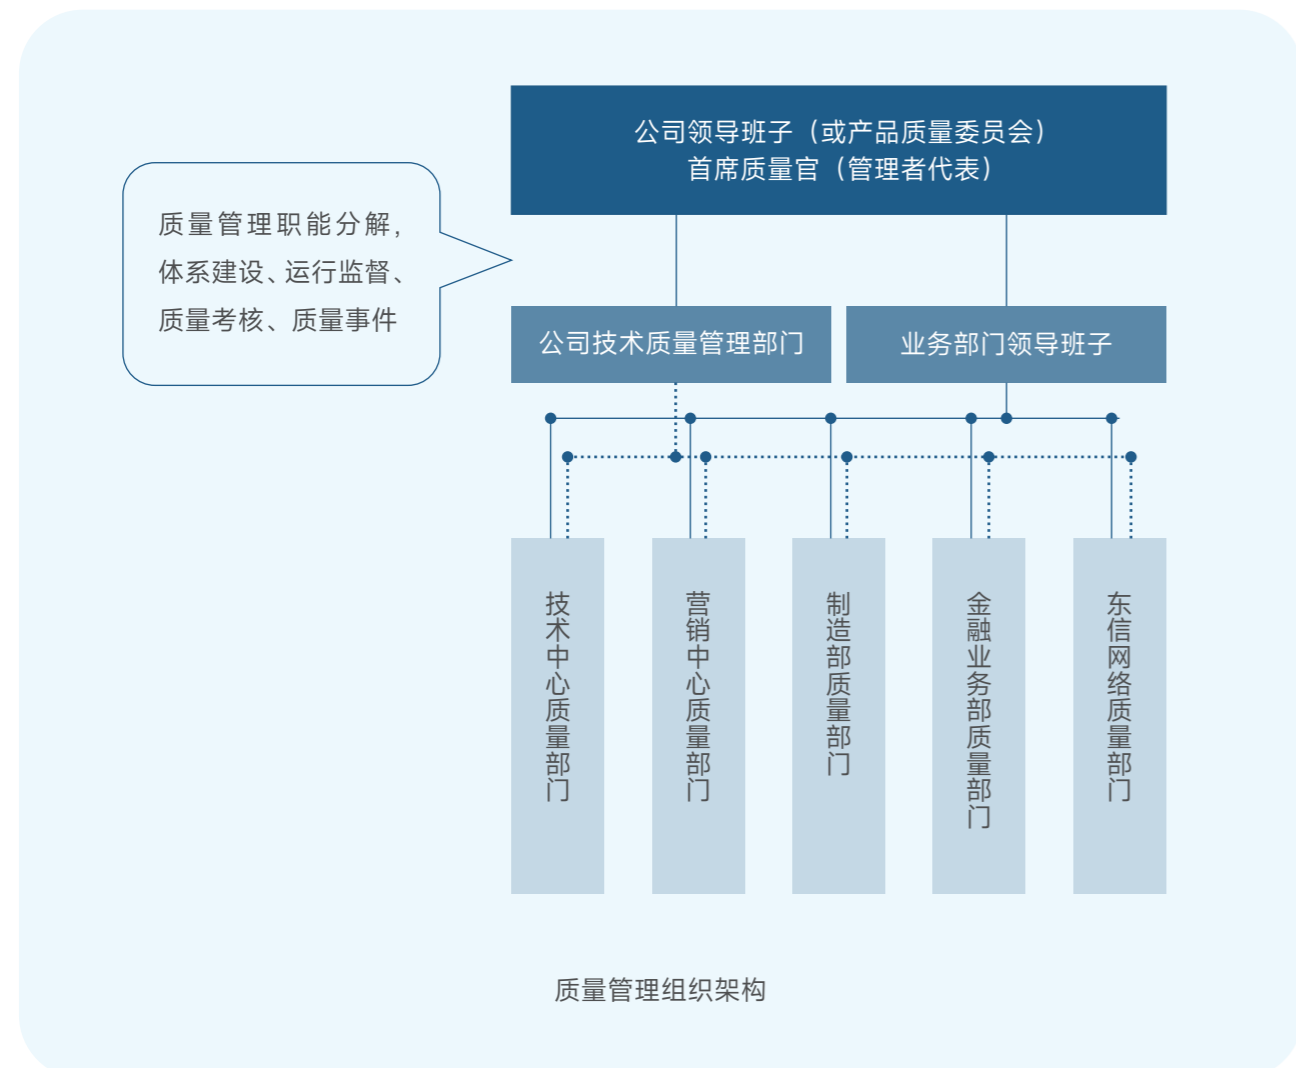 公司领导班子（或产品质量委员会）
首席质量官（管理者代表）
质量管理职能分解，
体系建设、运行监督、
质量考核、质量事件
公司技术质量管理部门
业务部门领导班子
技术中心质量部门
营销中心质量部门
制造部质量部门
金融业务部质量部门
东信网络质量部门
质量管理组织架构